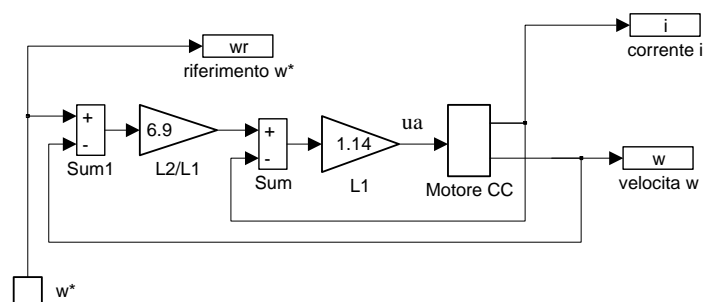 wr
riferimento w*
i
corrente i
+
-
Sum1
6.9
L2/L1
+
-
Sum
1.14
L1
ua
Motore CC
w
velocita w
w*